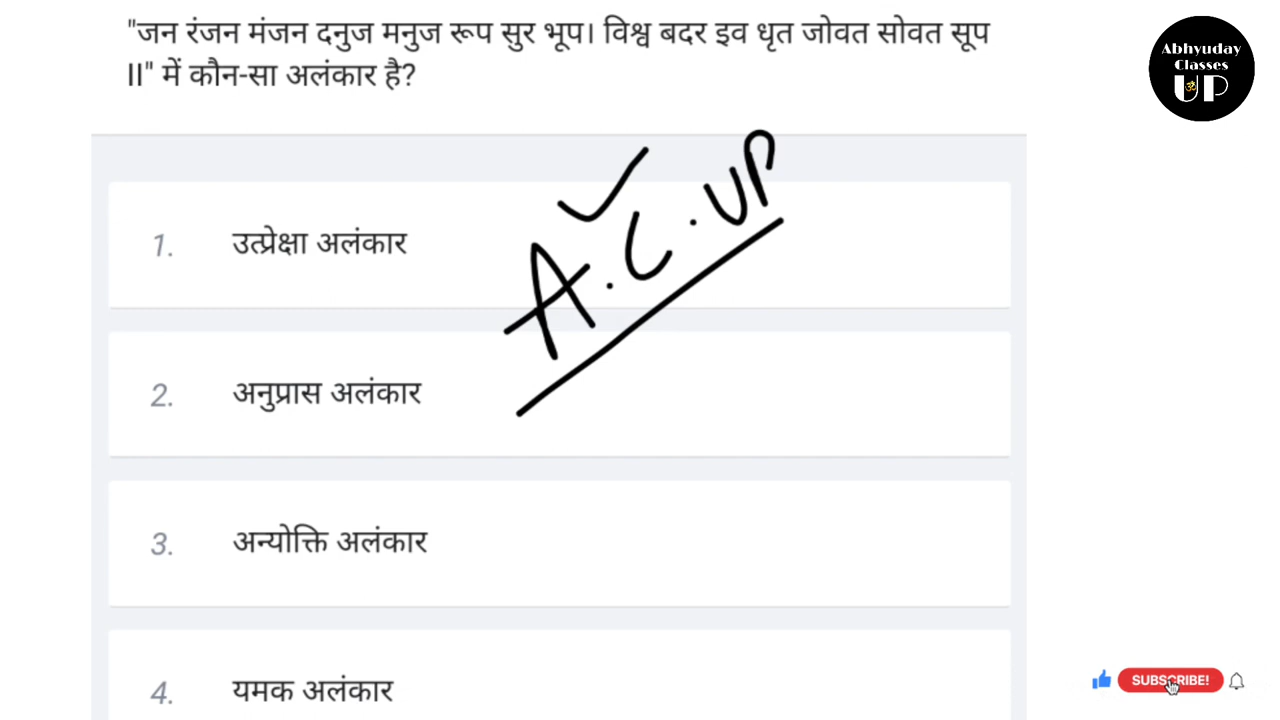 "जन रंजन मंजन दनुज मनुज रूप सुर भूप। विश्व बदर इव धृत जोवत सोवत सूप
II" में कौन-सा अलंकार है?
Abhyuday
Classes
UP
1. उत्प्रेक्षा अलंकार
A.C.UP
2. अनुप्रास अलंकार
3. अन्योक्ति अलंकार
4. यमक अलंकार
SUBSCRIBE!